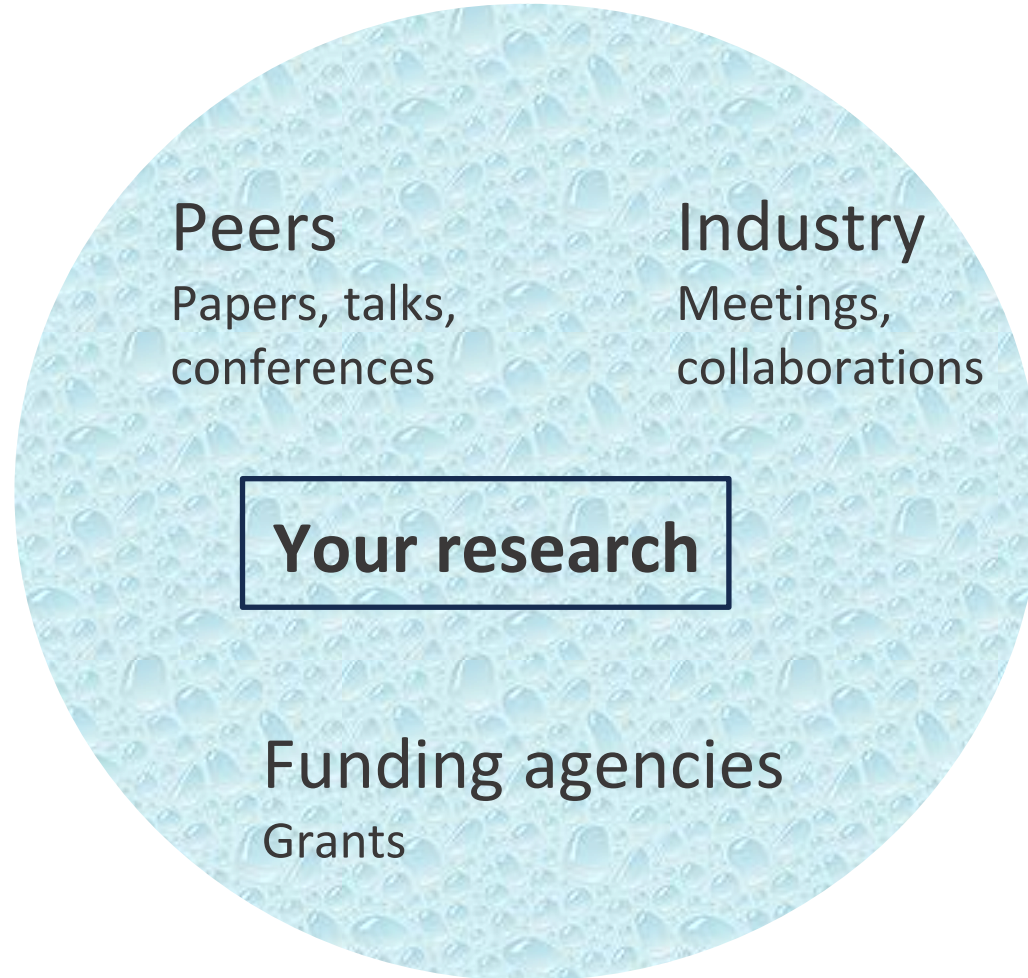 Peers
Papers, talks,
conferences
Industry
Meetings,
collaborations
Your research
Funding agencies
Grants